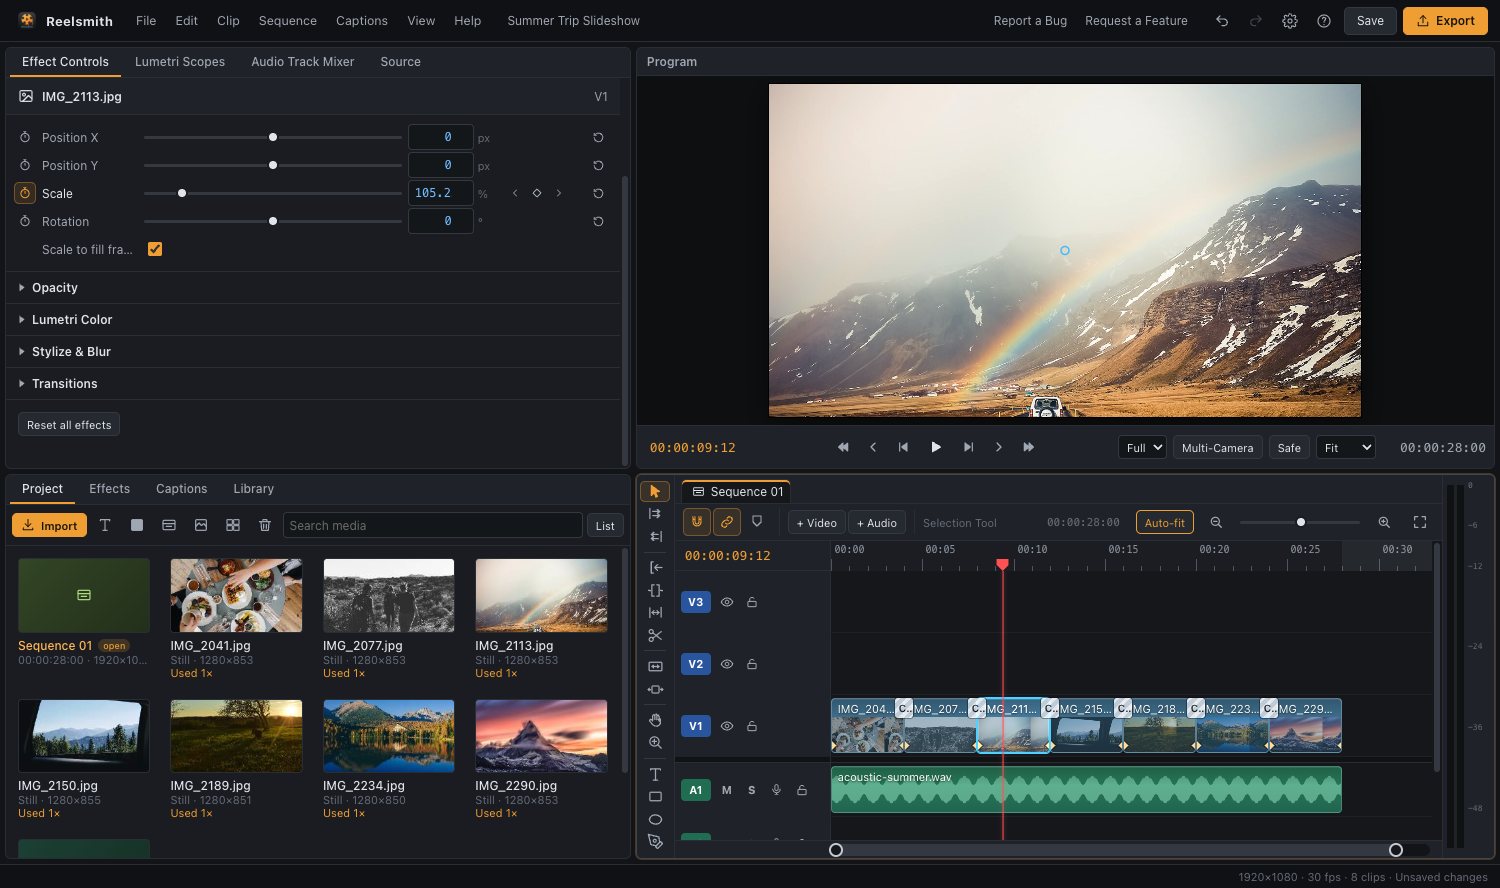 Reelsmith File Edit Clip Sequence Captions View Help Summer Trip Slideshow Report a Bug Request a Feature Save Export
Effect Controls Lumetri Scopes Audio Track Mixer Source
IMG_2113.jpg V1
Position X 0 px
Position Y 0 px
Scale 105.2 %
Rotation 0 °
Scale to fill fra...
Opacity
Lumetri Color
Stylize & Blur
Transitions
Reset all effects
Program
00:00:09:12 Full Multi-Camera Safe Fit 00:00:28:00
Project Effects Captions Library
Import Search media List
Sequence 01 open
00:00:28:00 · 1920×10...
IMG_2041.jpg
Still · 1280×853
Used 1×
IMG_2077.jpg
Still · 1280×853
Used 1×
IMG_2113.jpg
Still · 1280×853
Used 1×
IMG_2150.jpg
Still · 1280×855
Used 1×
IMG_2189.jpg
Still · 1280×851
Used 1×
IMG_2234.jpg
Still · 1280×850
Used 1×
IMG_2290.jpg
Still · 1280×853
Used 1×
Sequence 01
+ Video + Audio Selection Tool 00:00:28:00 Auto-fit
00:00:09:12 00:00 00:05 00:10 00:15 00:20 00:25 00:30
V3
V2
V1 IMG_204... C. MG_207... C. MG_211... C. MG_215... C. MG_218... C. MG_223... C. MG_229...
A1 M S acoustic-summer.wav
0
-6
-12
-24
-36
-48
1920×1080 · 30 fps · 8 clips · Unsaved changes